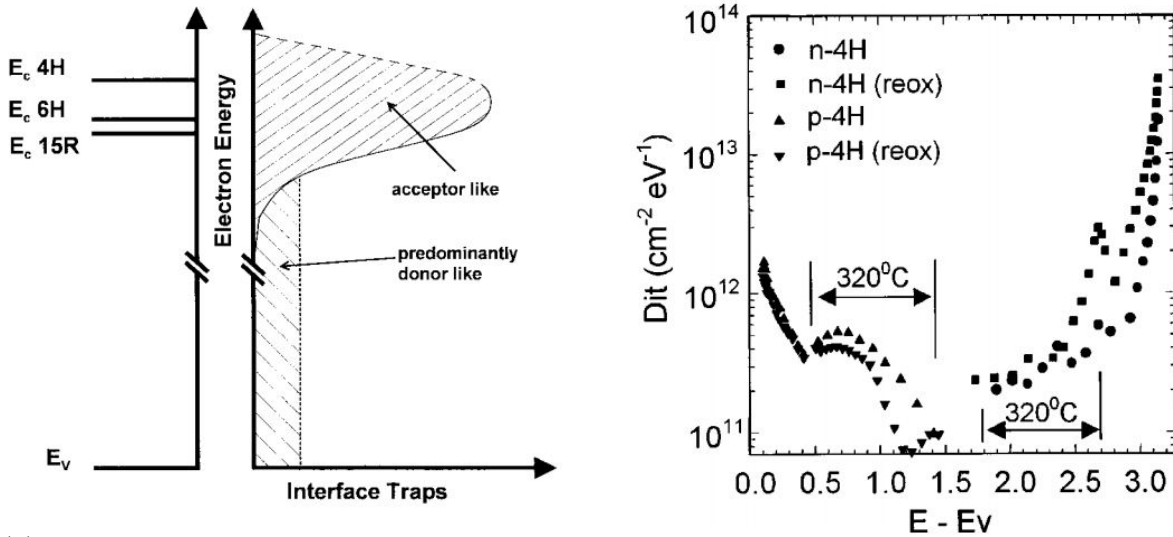 E_c 4H
E_c 6H
E_c 15R
E_v
Electron Energy
acceptor like
predominantly
donor like
Interface Traps
10^14
10^13
10^12
10^11
Dit (cm^-2 eV^-1)
n-4H
n-4H (reox)
p-4H
p-4H (reox)
320^0C
320^0C
0.0 0.5 1.0 1.5 2.0 2.5 3.0
E - Ev